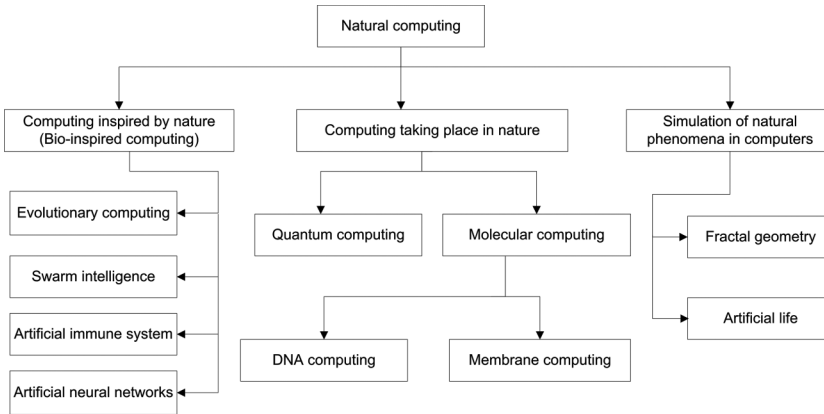 Natural computing
Computing inspired by nature
(Bio-inspired computing)
Computing taking place in nature
Simulation of natural
phenomena in computers
Evolutionary computing
Swarm intelligence
Artificial immune system
Artificial neural networks
Quantum computing
Molecular computing
DNA computing
Membrane computing
Fractal geometry
Artificial life